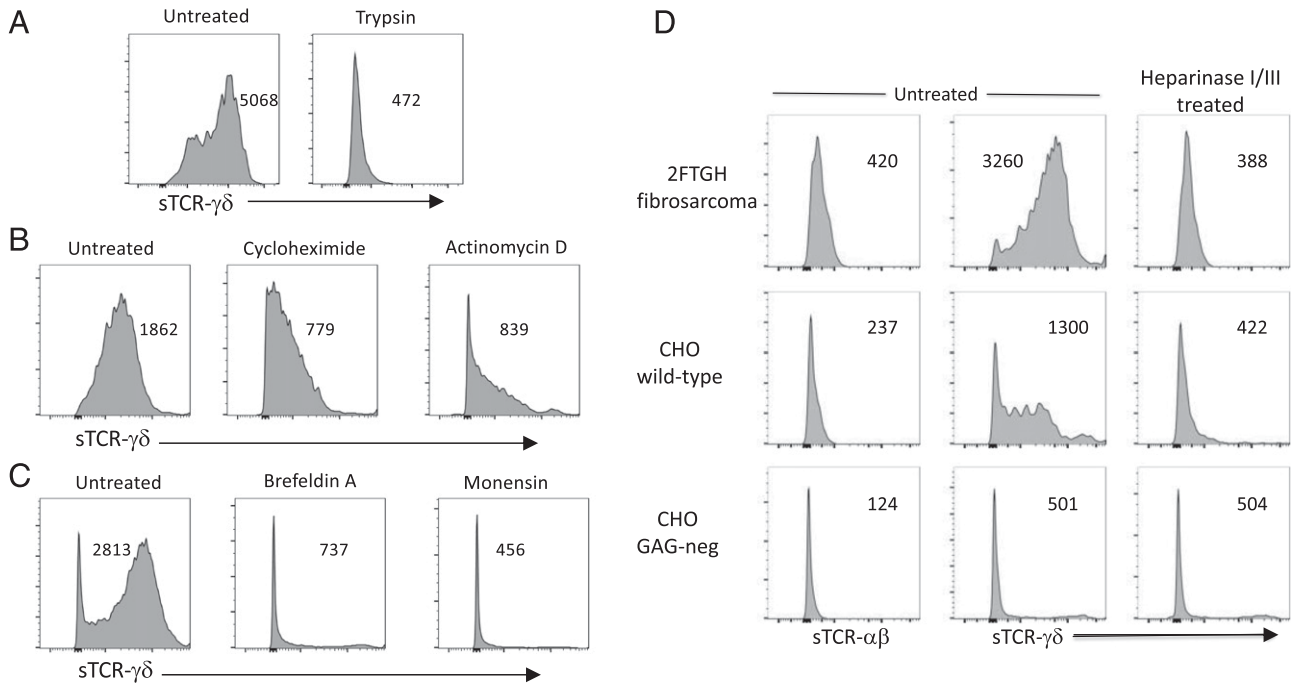 A
Untreated
Trypsin
5068
472
sTCR-γδ
B
Untreated
Cycloheximide
Actinomycin D
1862
779
839
sTCR-γδ
C
Untreated
Brefeldin A
Monensin
2813
737
456
sTCR-γδ
D
Untreated
Heparinase I/III
treated
2FTGH
fibrosarcoma
420
3260
388
CHO
wild-type
237
1300
422
CHO
GAG-neg
124
501
504
sTCR-αβ
sTCR-γδ